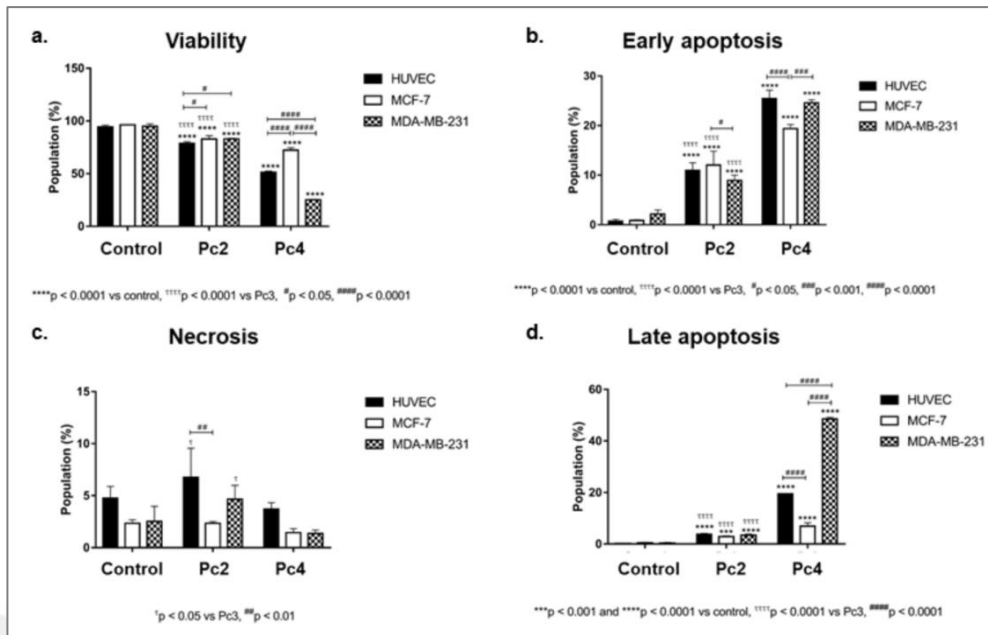 a.
Viability
150
100
50
0
Population (%)
HUVEC
MCF-7
MDA-MB-231
#
#
†††† †††† ††††
**** **** ****
####
#### ####
****
****
Control Pc2 Pc4
****p < 0.0001 vs control, ††††p < 0.0001 vs Pc3, #p < 0.05, ####p < 0.0001
b.
Early apoptosis
30
20
10
0
Population (%)
HUVEC
MCF-7
MDA-MB-231
#
†††† †††† ††††
**** **** ****
#### ###
**** **** ****
Control Pc2 Pc4
****p < 0.0001 vs control, ††††p < 0.0001 vs Pc3, #p < 0.05, ###p < 0.001, ####p < 0.0001
c.
Necrosis
15
10
5
0
Population (%)
HUVEC
MCF-7
MDA-MB-231
##
† †
Control Pc2 Pc4
†p < 0.05 vs Pc3, ##p < 0.01
d.
Late apoptosis
60
40
20
0
Population (%)
HUVEC
MCF-7
MDA-MB-231
†††† †††† ††††
**** *** ****
####
####
****
####
****
****
Control Pc2 Pc4
***p < 0.001 and ****p < 0.0001 vs control, ††††p < 0.0001 vs Pc3, ####p < 0.0001